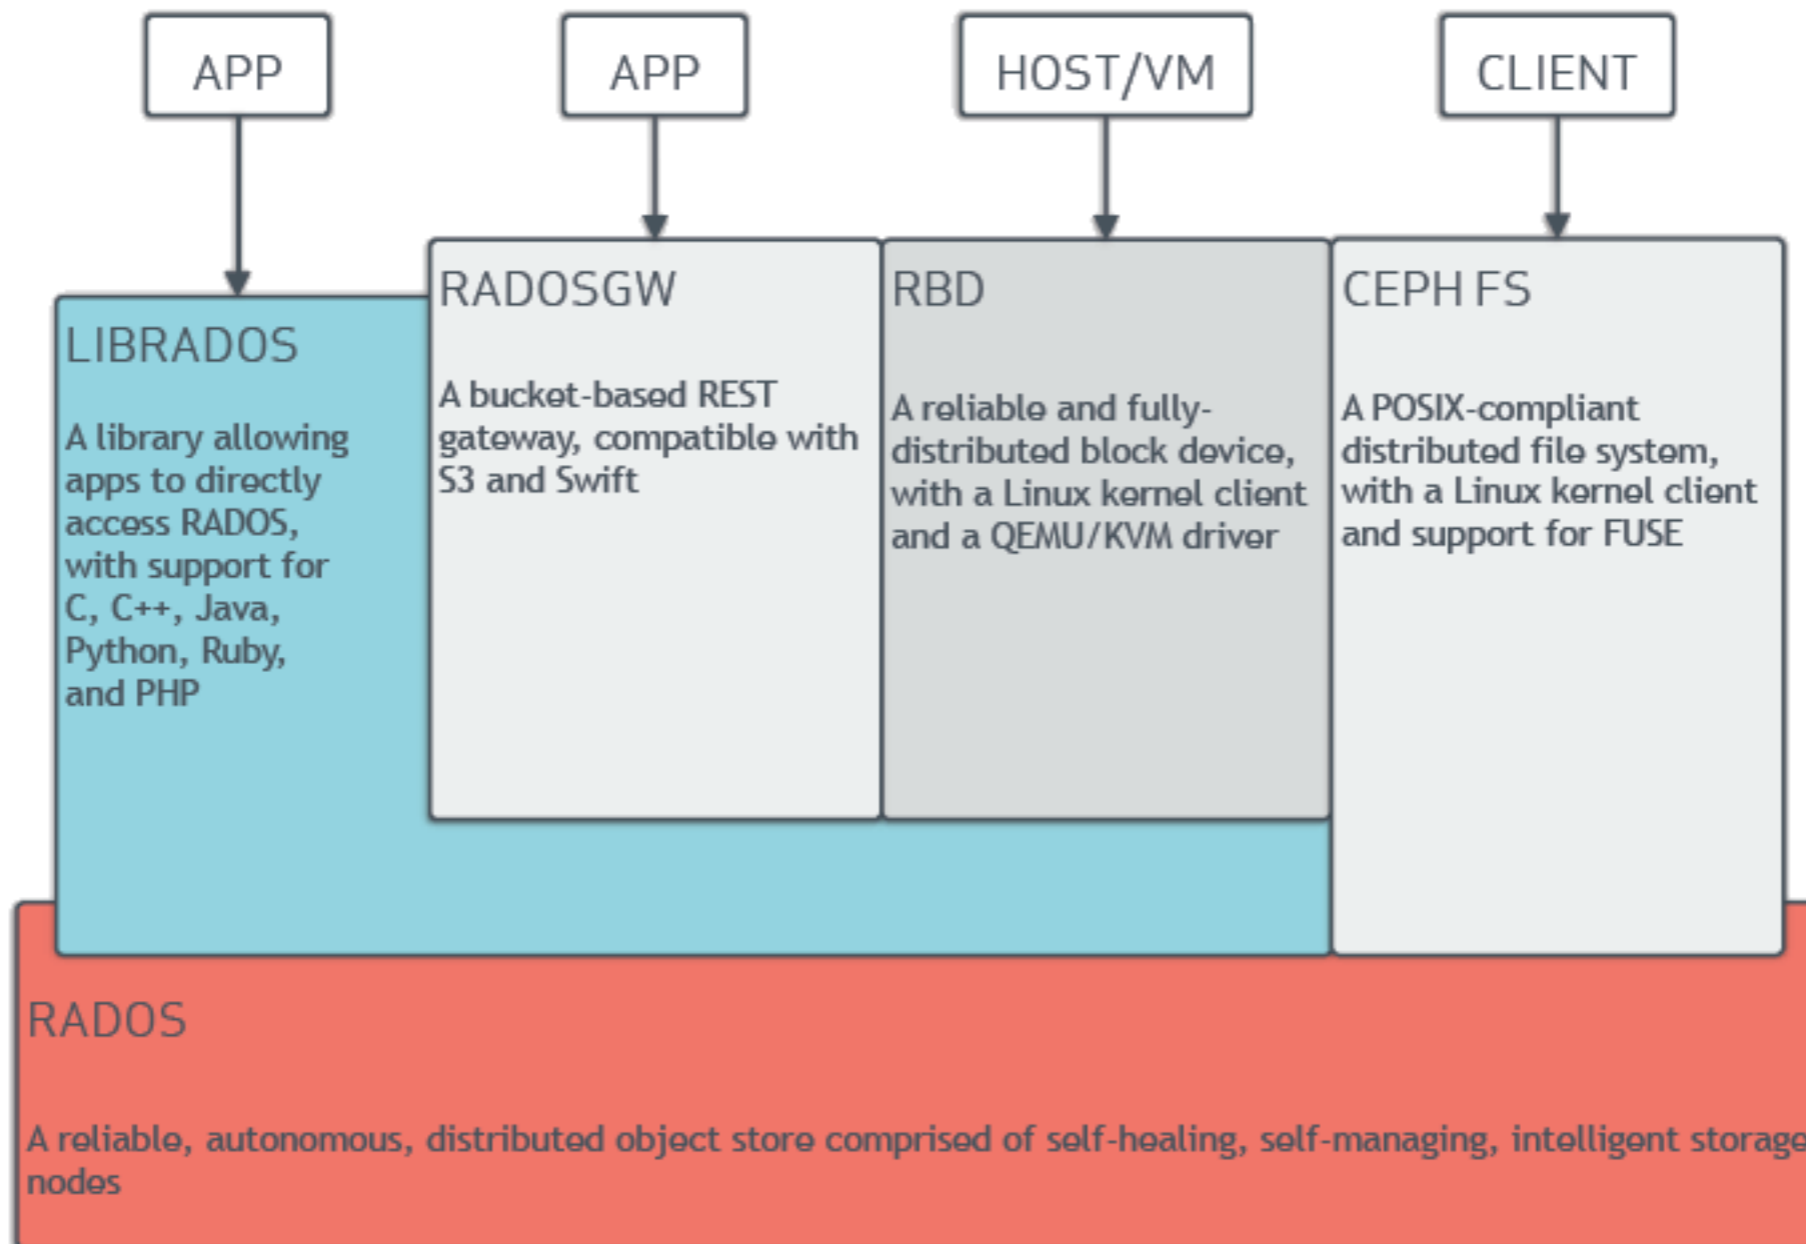 APP
APP
HOST/VM
CLIENT
LIBRADOS
A library allowing
apps to directly
access RADOS,
with support for
C, C++, Java,
Python, Ruby,
and PHP
RADOSGW
A bucket-based REST
gateway, compatible with
S3 and Swift
RBD
A reliable and fully-
distributed block device,
with a Linux kernel client
and a QEMU/KVM driver
CEPH FS
A POSIX-compliant
distributed file system,
with a Linux kernel client
and support for FUSE
RADOS
A reliable, autonomous, distributed object store comprised of self-healing, self-managing, intelligent storage
nodes